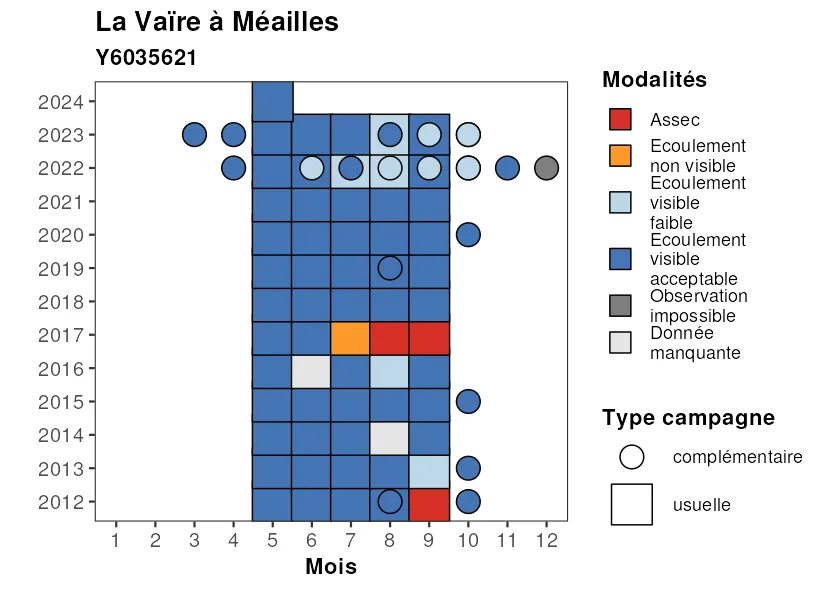 La Vaïre à Méailles
Y6035621
2024
2023
2022
2021
2020
2019
2018
2017
2016
2015
2014
2013
2012
1 2 3 4 5 6 7 8 9 10 11 12
Mois
Modalités
Assec
Ecoulement
non visible
Ecoulement
visible
faible
Ecoulement
visible
acceptable
Observation
impossible
Donnée
manquante
Type campagne
complémentaire
usuelle